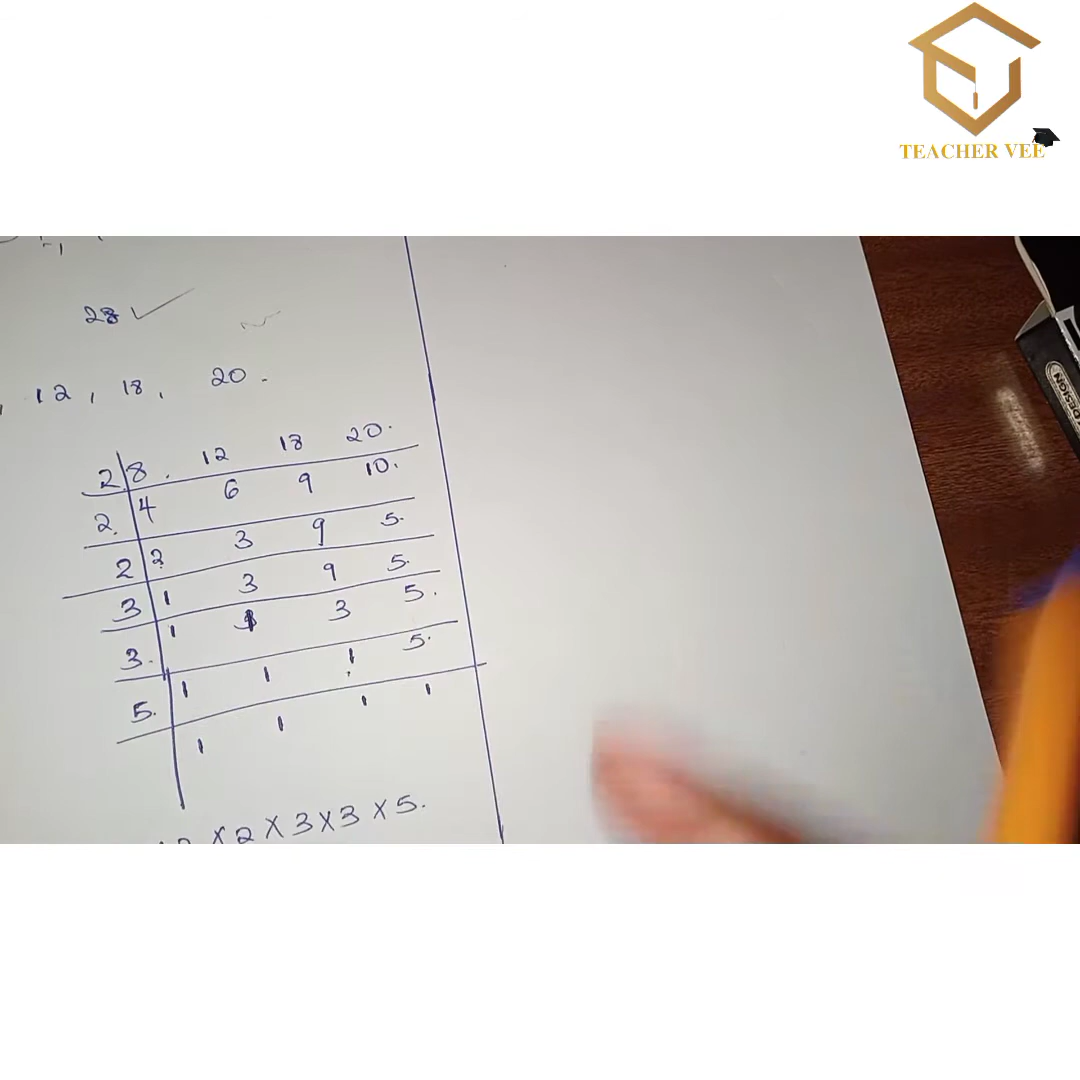 TEACHER VEE
28 ✓
, 12, 18, 20.
2 8. 12 18 20.
2. 4 6 9 10.
2 2 3 9 5.
3 1 3 9 5.
3. 1 1 3 5.
5. 1 1 1 5.
1 1 1 1
2 X 2 X 3 X 3 X 5.
DESIGN